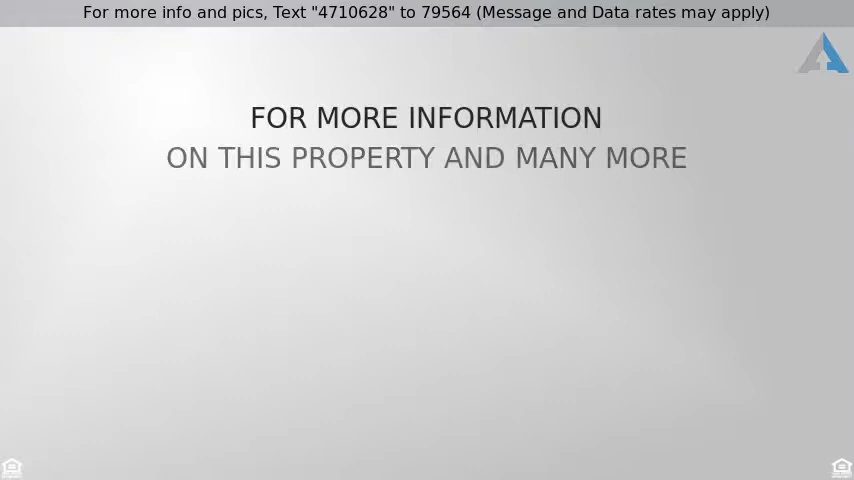 For more info and pics, Text "4710628" to 79564 (Message and Data rates may apply)
FOR MORE INFORMATION
ON THIS PROPERTY AND MANY MORE